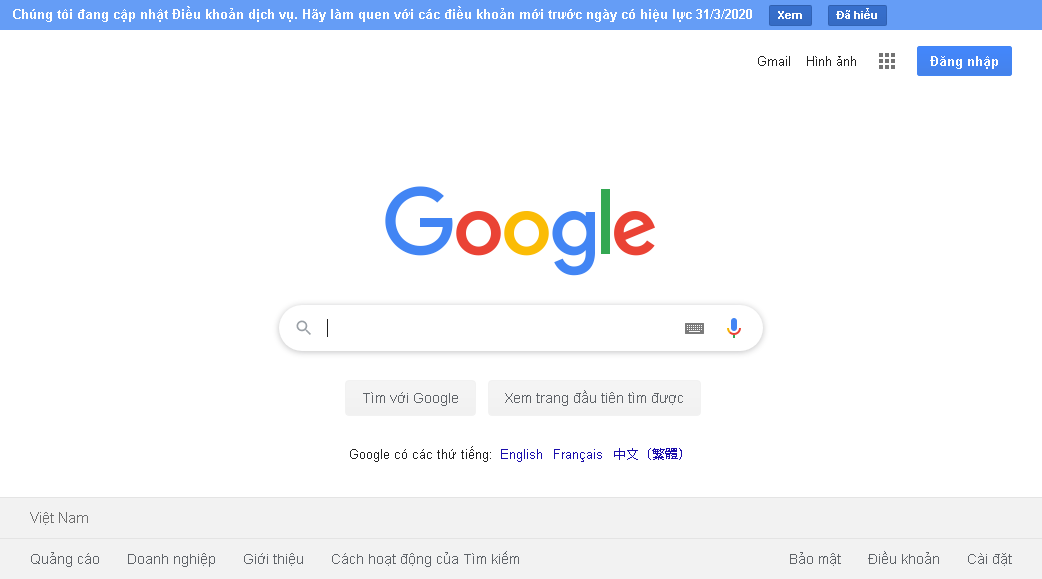 Chúng tôi đang cập nhật Điều khoản dịch vụ. Hãy làm quen với các điều khoản mới trước ngày có hiệu lực 31/3/2020 Xem Đã hiểu
Gmail Hình ảnh Đăng nhập
Google
Tìm với Google Xem trang đầu tiên tìm được
Google có các thứ tiếng: English Français 中文（繁體）
Việt Nam
Quảng cáo Doanh nghiệp Giới thiệu Cách hoạt động của Tìm kiếm Bảo mật Điều khoản Cài đặt